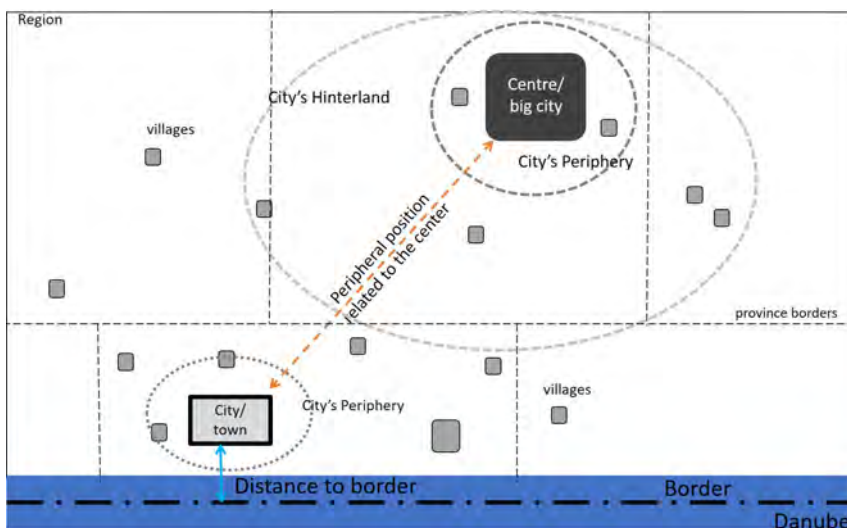 Region
Centre/
big city
City's Hinterland
villages
City's Periphery
Peripheral position
related to the center
province borders
villages
City's Periphery
City/
town
Distance to border
Border
Danube